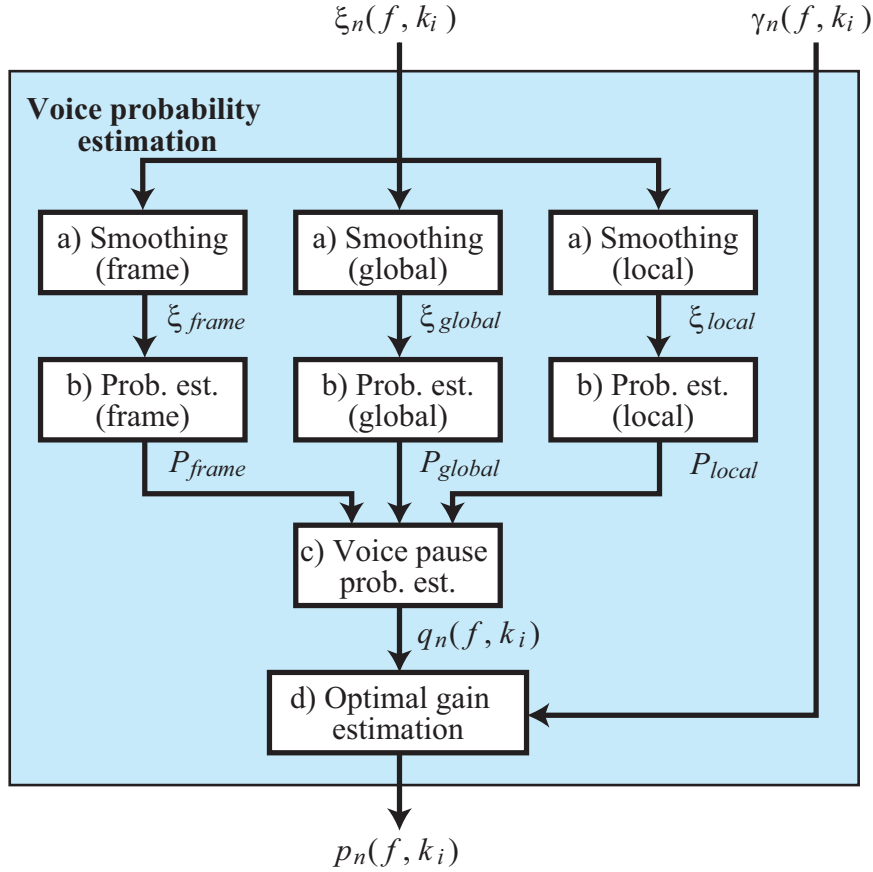 ξn(f, ki)
γn(f, ki)
Voice probability
estimation
a) Smoothing
(frame)
a) Smoothing
(global)
a) Smoothing
(local)
ξframe
ξglobal
ξlocal
b) Prob. est.
(frame)
b) Prob. est.
(global)
b) Prob. est.
(local)
Pframe
Pglobal
Plocal
c) Voice pause
prob. est.
qn(f, ki)
d) Optimal gain
estimation
pn(f, ki)